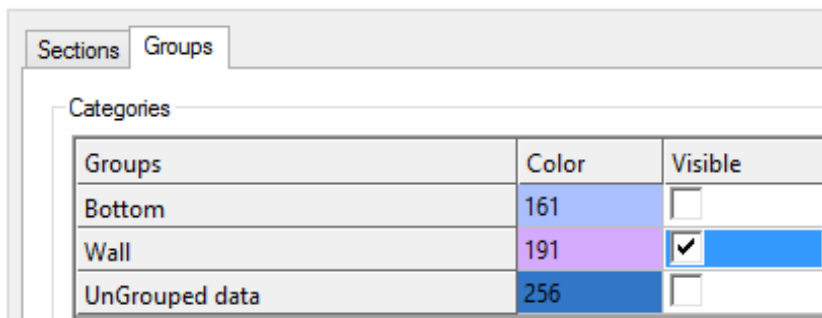 Sections Groups
Categories
Groups Color Visible
Bottom 161
Wall 191
UnGrouped data 256